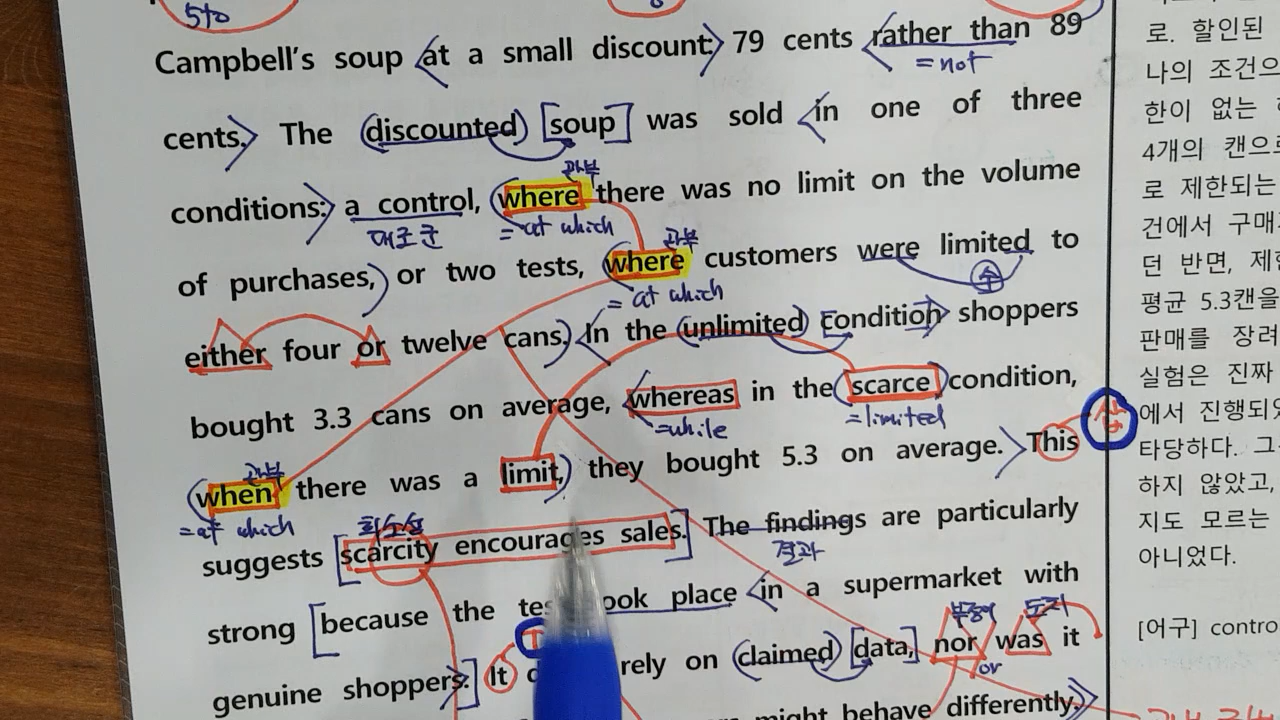 5to
Campbell's soup at a small discount; 79 cents rather than 89
= not
cents. The discounted soup was sold in one of three
관부
conditions: a control, where there was no limit on the volume
대조군 = at which 관부
of purchases, or two tests, where customers were limited to
= at which 수
either four or twelve cans. In the unlimited condition shoppers
bought 3.3 cans on average, whereas in the scarce condition,
=while =limited
관부
when there was a limit, they bought 5.3 on average. This
=at which 희소성
suggests scarcity encourages sales. The findings are particularly
결과
strong because the took place in a supermarket with
부정어 도치
genuine shoppers. It rely on claimed data, nor was it
or
might behave differently.
로. 할인된
나의 조건으
한이 없는
4개의 캔으로
로 제한되는
건에서 구매
던 반면, 제한
평균 5.3캔을
판매를 장려
실험은 진짜
에서 진행되었
타당하다. 그
하지 않았고,
지도 모르는
아니었다.
[어구] contro